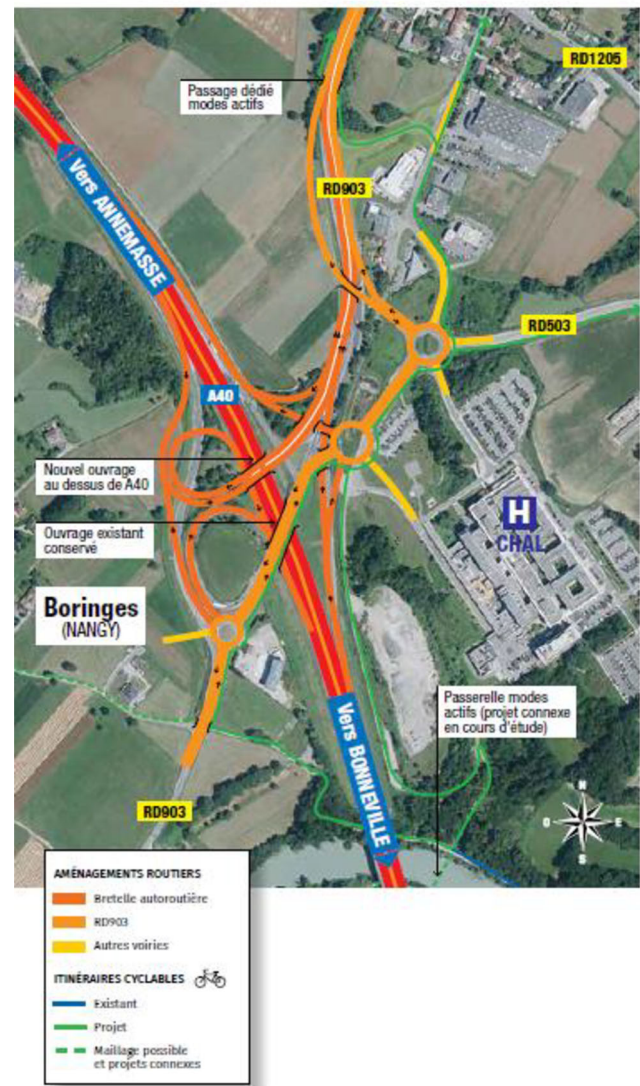 RD1205
Passage dédié
modes actifs
RD903
Vers ANNEMASSE
RD503
A40
Nouvel ouvrage
au dessus de A40
Ouvrage existant
conservé
H
CHAL
Boringes
(NANGY)
Passerelle modes
actifs (projet connexe
en cours d'étude)
Vers BONNEVILLE
RD903
N
O
E
S
AMÉNAGEMENTS ROUTIERS
Bretelle autoroutière
RD903
Autres voiries
ITINÉRAIRES CYCLABLES
Existant
Projet
Maillage possible
et projets connexes